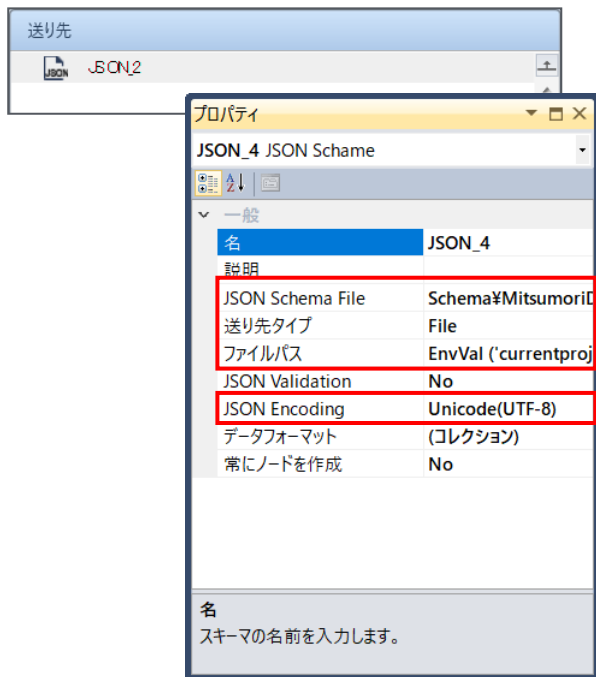 送り先
JSON JSON_2
プロパティ
JSON_4 JSON Schame
一般
名 JSON_4
説明
JSON Schema File Schema¥MitsumoriD
送り先タイプ File
ファイルパス EnvVal ('currentproj
JSON Validation No
JSON Encoding Unicode(UTF-8)
データフォーマット (コレクション)
常にノードを作成 No
名
スキーマの名前を入力します。